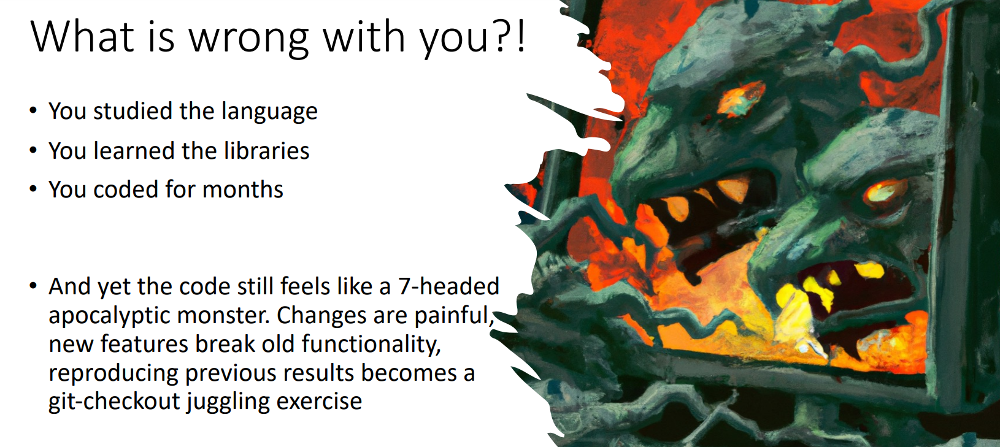 What is wrong with you?!
• You studied the language
• You learned the libraries
• You coded for months
• And yet the code still feels like a 7-headed
apocalyptic monster. Changes are painful,
new features break old functionality,
reproducing previous results becomes a
git-checkout juggling exercise